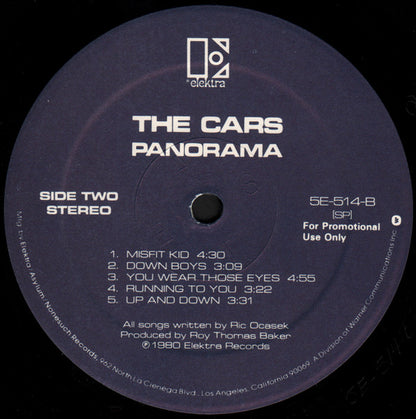 elektra
THE CARS
PANORAMA
SIDE TWO
STEREO
5E-514-B
[SP]
For Promotional
Use Only
1. MISFIT KID 4:30
2. DOWN BOYS 3:09
3. YOU WEAR THOSE EYES 4:55
4. RUNNING TO YOU 3:22
5. UP AND DOWN 3:31
All songs written by Ric Ocasek
Produced by Roy Thomas Baker
℗ 1980 Elektra Records
Mfg. by Elektra/Asylum/Nonesuch Records, 962 North La Cienega Blvd., Los Angeles, California 90069. A Division of Warner Communications Inc.